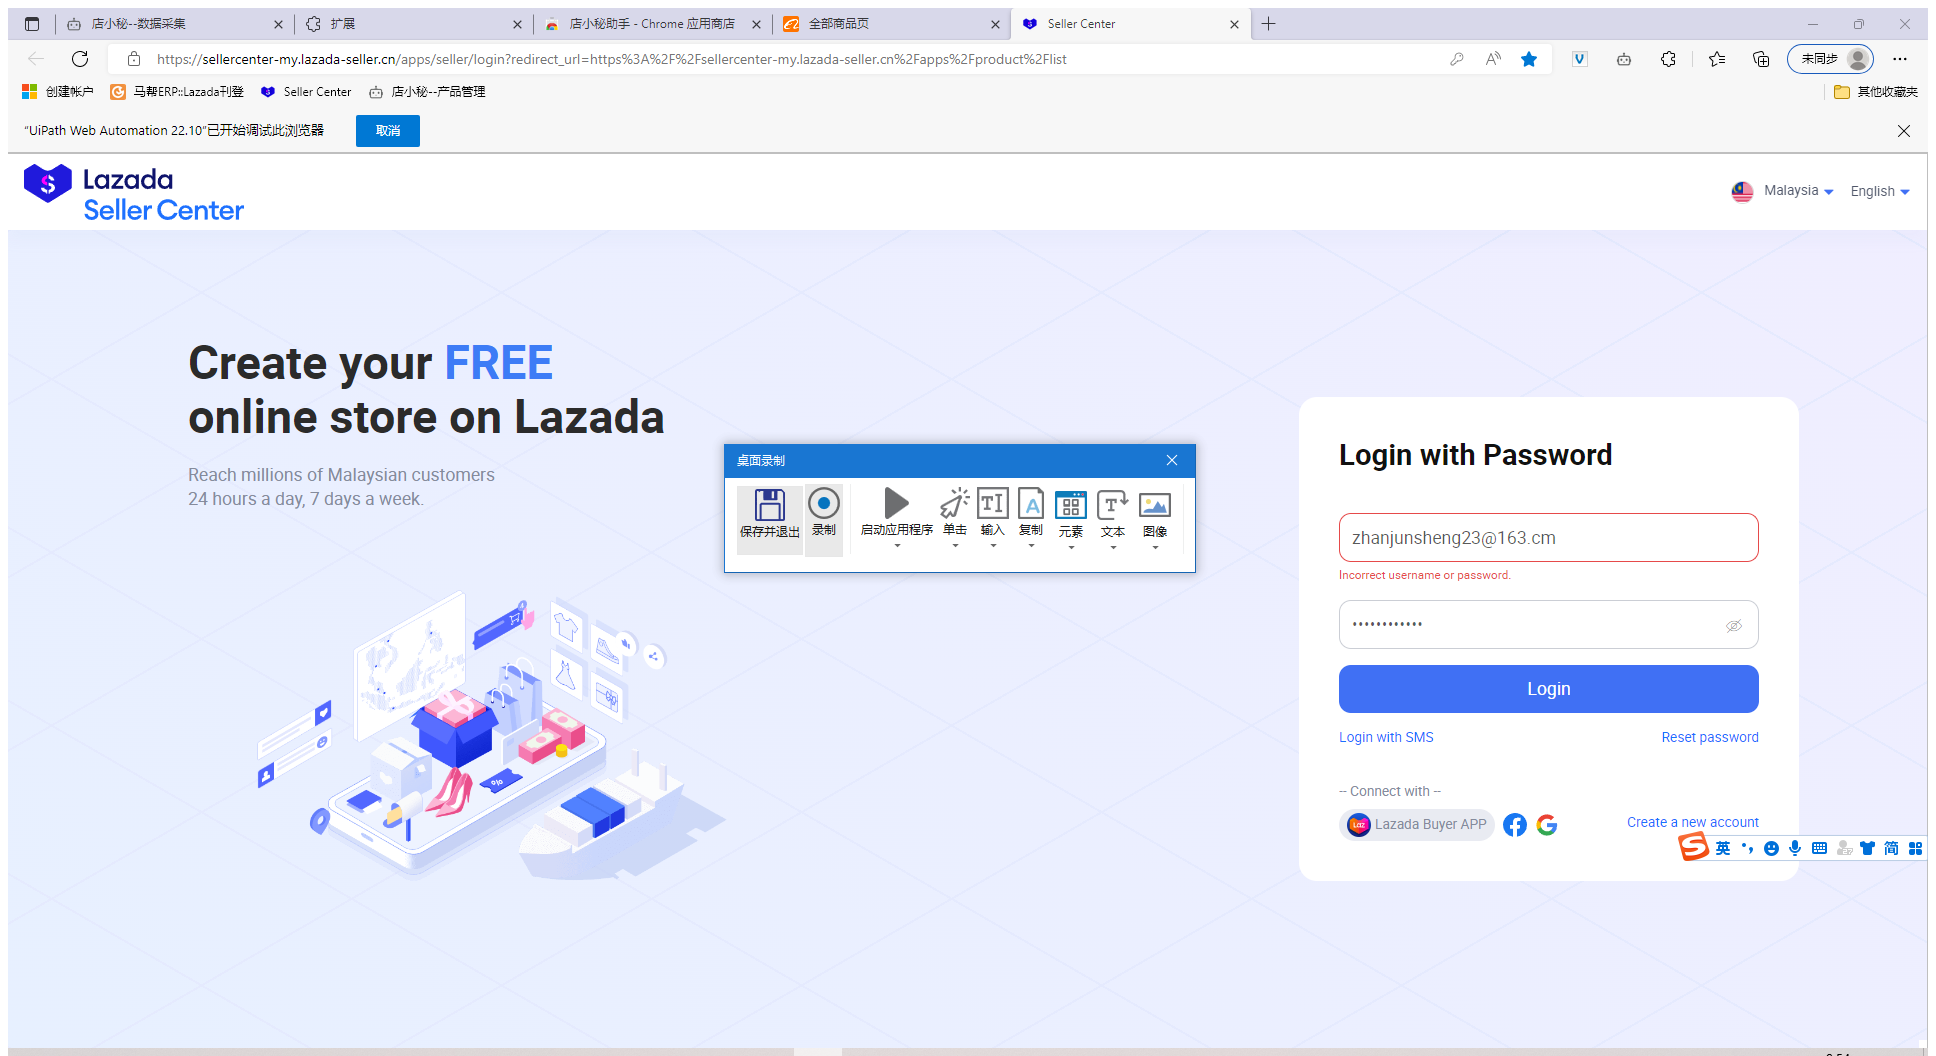 店小秘--数据采集
扩展
店小秘助手 - Chrome 应用商店
全部商品页
Seller Center
https://sellercenter-my.lazada-seller.cn/apps/seller/login?redirect_url=https%3A%2F%2Fsellercenter-my.lazada-seller.cn%2Fapps%2Fproduct%2Flist
未同步
创建帐户
马帮ERP::Lazada刊登
Seller Center
店小秘--产品管理
其他收藏夹
"UiPath Web Automation 22.10"已开始调试此浏览器
取消
Lazada
Seller Center
Malaysia
English
Create your FREE
online store on Lazada
Reach millions of Malaysian customers
24 hours a day, 7 days a week.
桌面录制
保存并退出
录制
启动应用程序
单击
输入
复制
元素
文本
图像
Login with Password
zhanjunsheng23@163.cm
Incorrect username or password.
••••••••••••
Login
Login with SMS
Reset password
-- Connect with --
Lazada Buyer APP
Create a new account
英
简